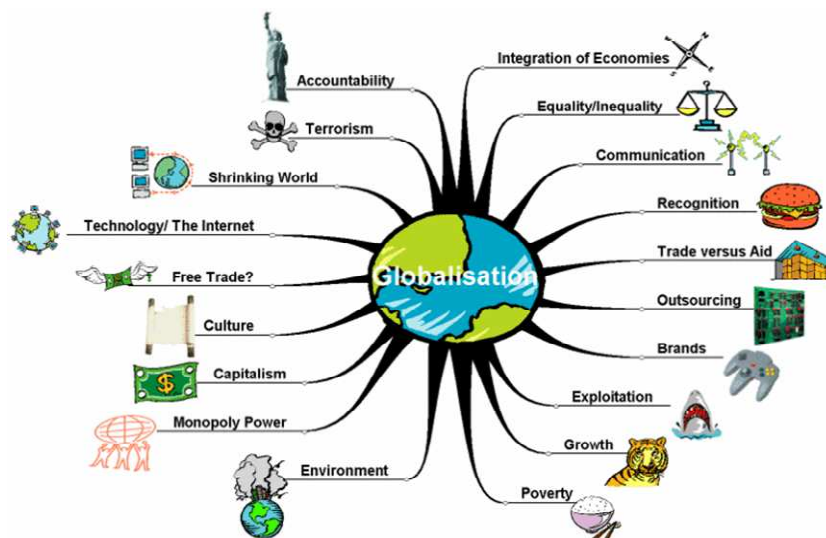 Globalisation
Integration of Economies
Equality/Inequality
Communication
Recognition
Trade versus Aid
Outsourcing
Brands
Exploitation
Growth
Poverty
Environment
Monopoly Power
Capitalism
Culture
Free Trade?
Technology/ The Internet
Shrinking World
Terrorism
Accountability